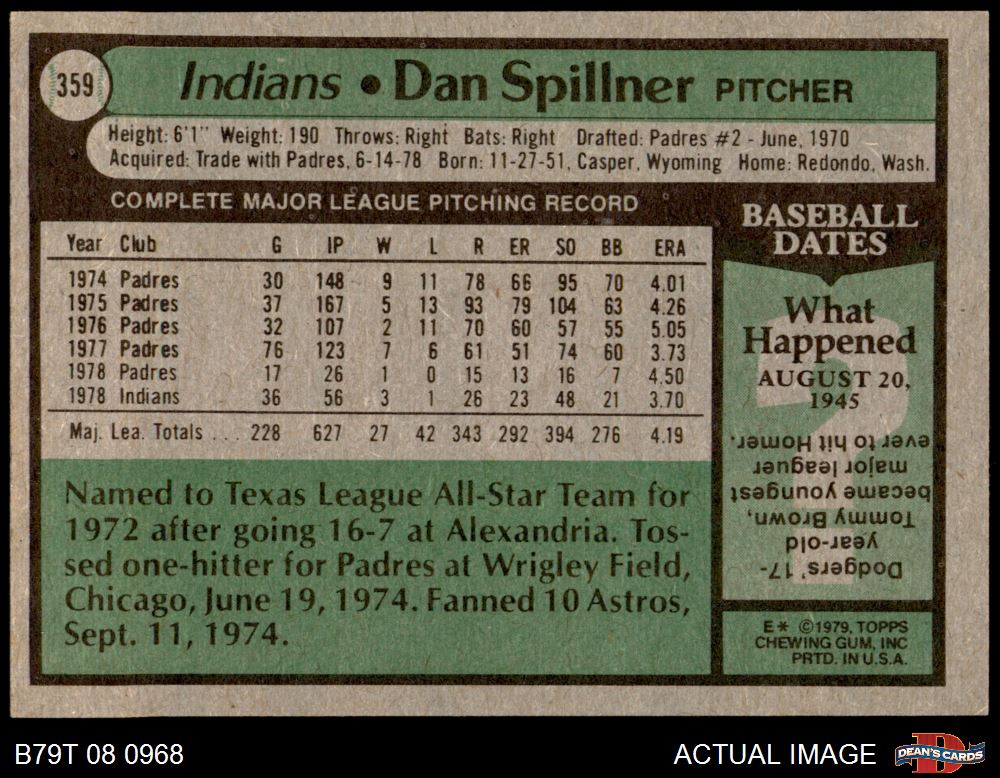 359
Indians • Dan Spillner PITCHER
Height: 6'1" Weight: 190 Throws: Right Bats: Right Drafted: Padres #2 - June, 1970
Acquired: Trade with Padres, 6-14-78 Born: 11-27-51, Casper, Wyoming Home: Redondo, Wash.
COMPLETE MAJOR LEAGUE PITCHING RECORD
Year Club G IP W L R ER SO BB ERA
1974 Padres 30 148 9 11 78 66 95 70 4.01
1975 Padres 37 167 5 13 93 79 104 63 4.26
1976 Padres 32 107 2 11 70 60 57 55 5.05
1977 Padres 76 123 7 6 61 51 74 60 3.73
1978 Padres 17 26 1 0 15 13 16 7 4.50
1978 Indians 36 56 3 1 26 23 48 21 3.70
Maj. Lea. Totals ... 228 627 27 42 343 292 394 276 4.19
Named to Texas League All-Star Team for
1972 after going 16-7 at Alexandria. Tos-
sed one-hitter for Padres at Wrigley Field,
Chicago, June 19, 1974. Fanned 10 Astros,
Sept. 11, 1974.
BASEBALL
DATES
What
Happened
AUGUST 20,
1945
Dodgers' 17-
year-old
Tommy Brown,
became youngest
major leaguer
ever to hit Homer.
E* ©1979, TOPPS
CHEWING GUM, INC
PRTD. IN U.S.A.
B79T 08 0968
ACTUAL IMAGE
DEAN'S CARDS